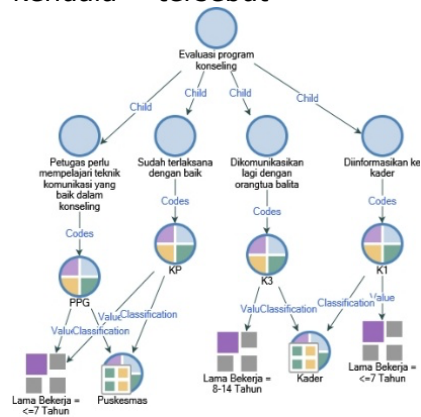 kendala tersebut
Evaluasi program
konseling
Child
Child
Child
Child
Petugas perlu
mempelajari teknik
komunikasi yang
baik dalam
konseling
Sudah terlaksana
dengan baik
Dikomunikasikan
lagi dengan
orangtua balita
Diinformasikan ke
kader
Codes
Codes
Codes
Codes
PPG
KP
K3
K1
Value
Classification
Value
Classification
Value
Classification
Classification
Value
Lama Bekerja =
<=7 Tahun
Puskesmas
Lama Bekerja =
8-14 Tahun
Kader
Lama Bekerja =
<=7 Tahun